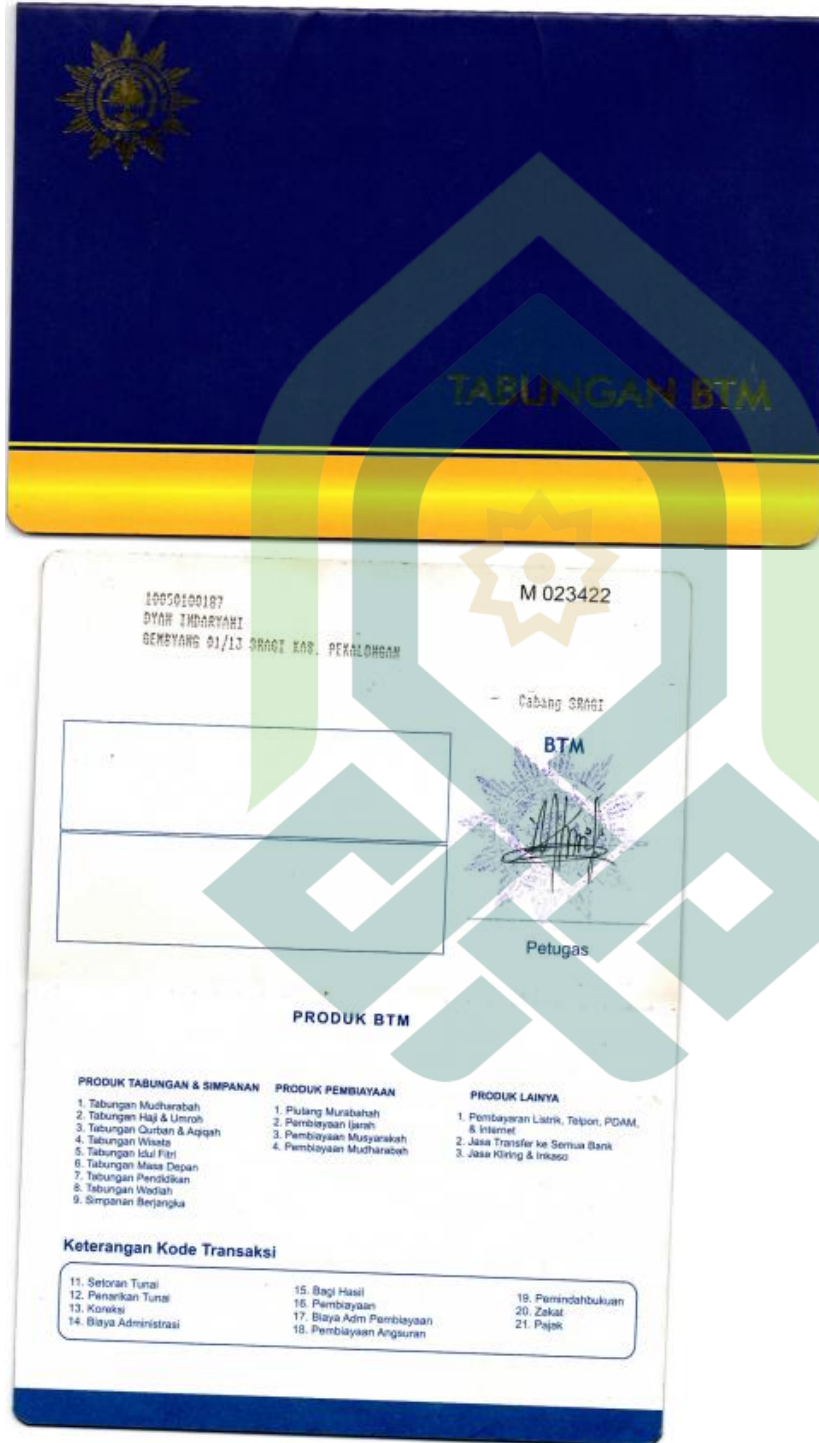 TABUNGAN BTM
10050100187
DYAH INDARYANI
GEMBYANG 01/13 SRAGI KAB. PEKALONGAN
M 023422
Cabang SRAGI
BTM
Petugas
PRODUK BTM
PRODUK TABUNGAN & SIMPANAN
1. Tabungan Mudharabah
2. Tabungan Haji & Umroh
3. Tabungan Qurban & Aqiqah
4. Tabungan Wisata
5. Tabungan Idul Fitri
6. Tabungan Masa Depan
7. Tabungan Pendidikan
8. Tabungan Wadiah
9. Simpanan Berjangka
PRODUK PEMBIAYAAN
1. Piutang Murabahah
2. Pembiayaan Ijarah
3. Pembiayaan Musyarakah
4. Pembiayaan Mudharabah
PRODUK LAINYA
1. Pembayaran Listrik, Telpon, PDAM,
& Internet
2. Jasa Transfer ke Semua Bank
3. Jasa Kliring & Inkaso
Keterangan Kode Transaksi
11. Setoran Tunai
12. Penarikan Tunai
13. Koreksi
14. Biaya Administrasi
15. Bagi Hasil
16. Pembiayaan
17. Biaya Adm Pembiayaan
18. Pembiayaan Angsuran
19. Pemindahbukuan
20. Zakat
21. Pajak